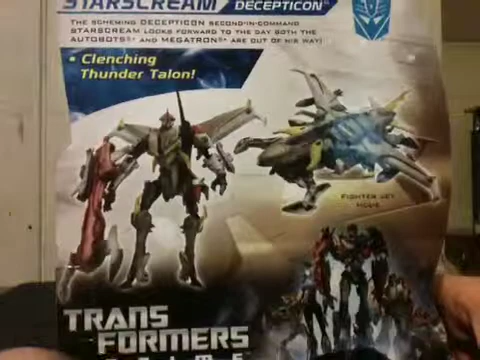 STARSCREAM DECEPTICON
THE SCHEMING DECEPTICON SECOND-IN-COMMAND
STARSCREAM LOOKS FORWARD TO THE DAY BOTH THE
AUTOBOTS AND MEGATRON ARE OUT OF HIS WAY!
• Clenching
Thunder Talon!
FIGHTER JET
MODE
TRANS
FORMERS
PRIME